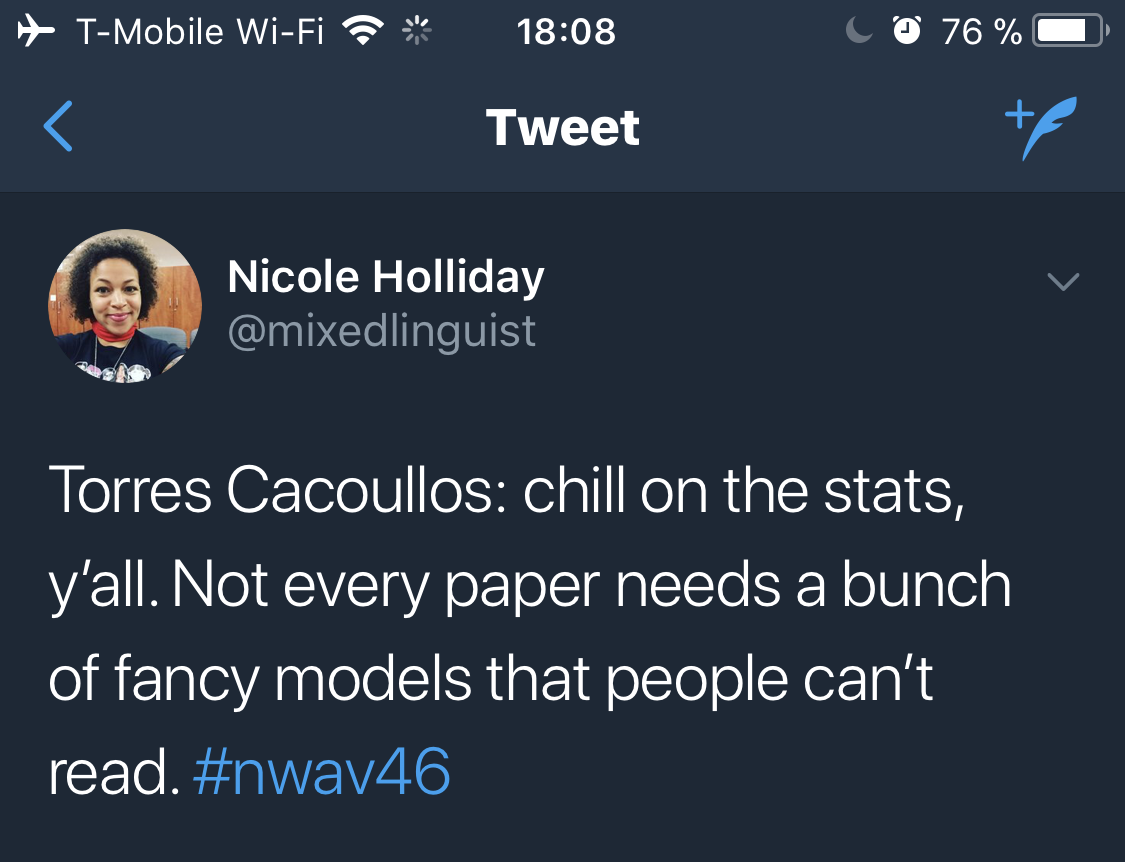 T-Mobile Wi-Fi 18:08 76 %
Tweet
Nicole Holliday
@mixedlinguist
Torres Cacoullos: chill on the stats,
y’all. Not every paper needs a bunch
of fancy models that people can’t
read. #nwav46